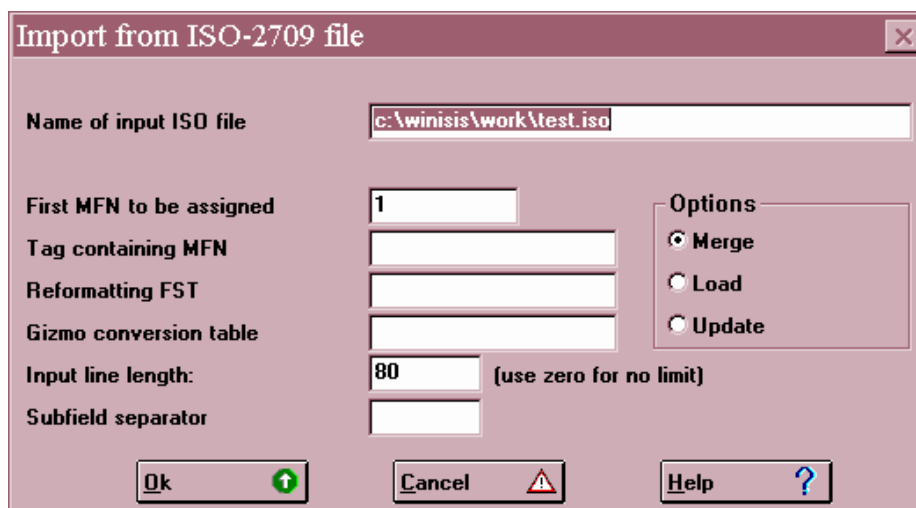 Import from ISO-2709 file
Name of input ISO file c:\winisis\work\test.iso
First MFN to be assigned 1
Tag containing MFN
Reformatting FST
Gizmo conversion table
Input line length: 80 (use zero for no limit)
Subfield separator
Options
Merge
Load
Update
Ok
Cancel
Help